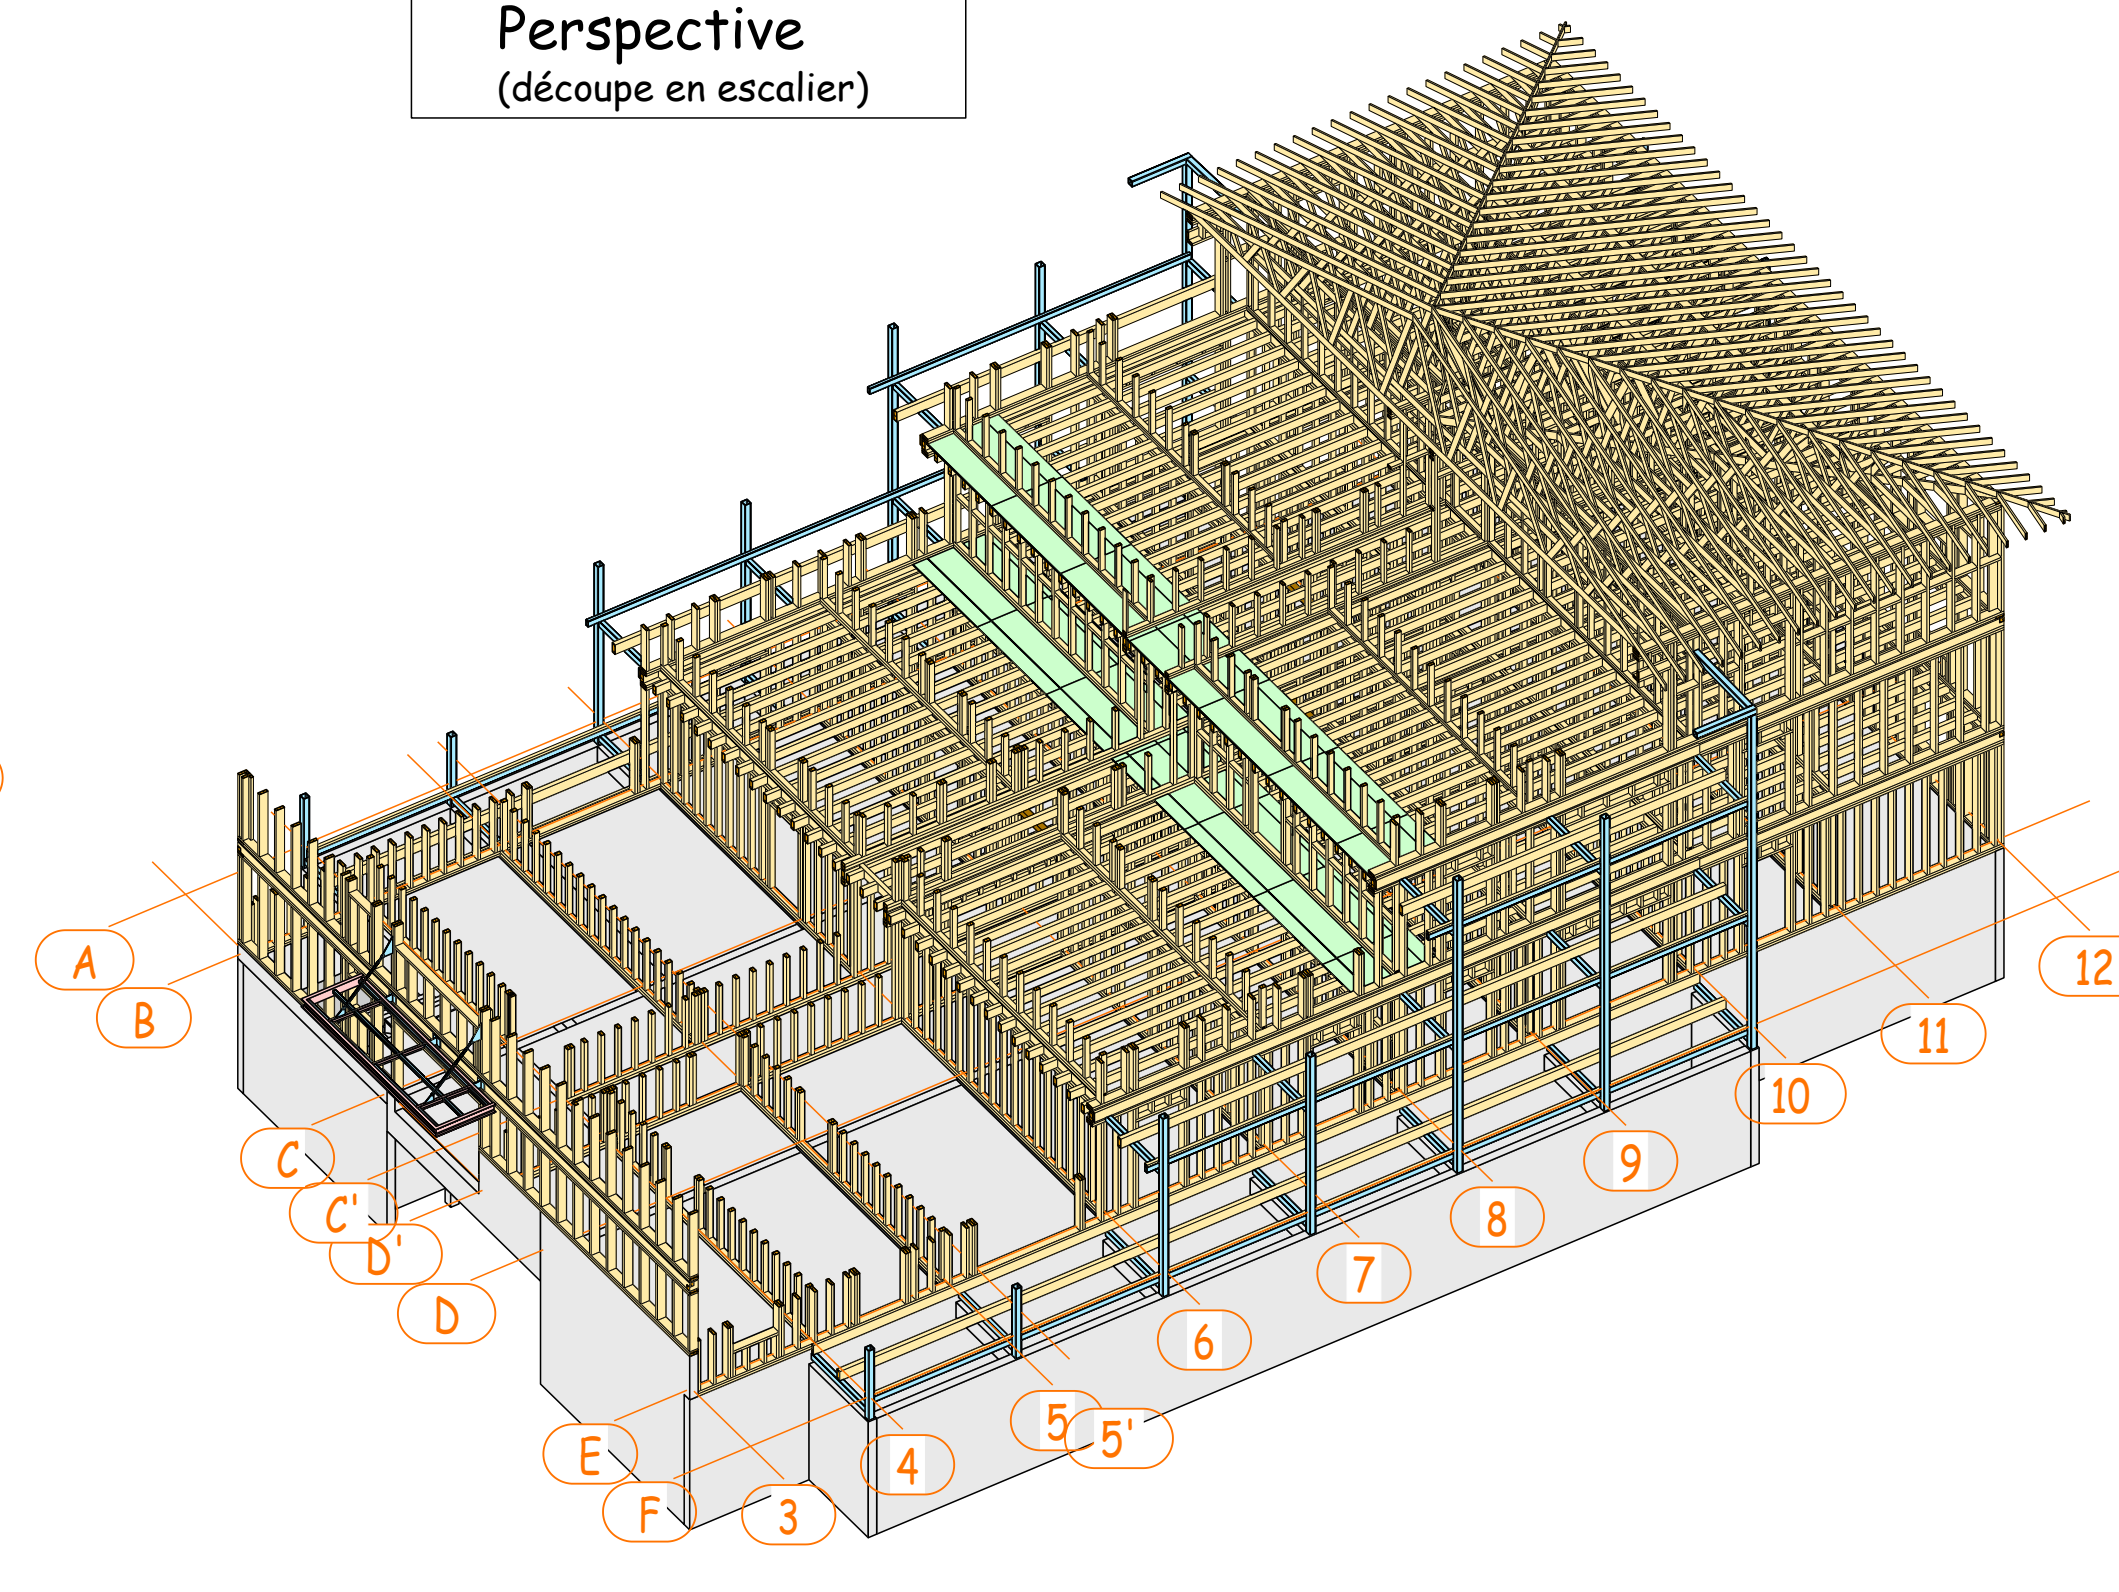 Perspective
(découpe en escalier)
A
B
C
C'
D'
D
E
F
3
4
5
5'
6
7
8
9
10
11
12